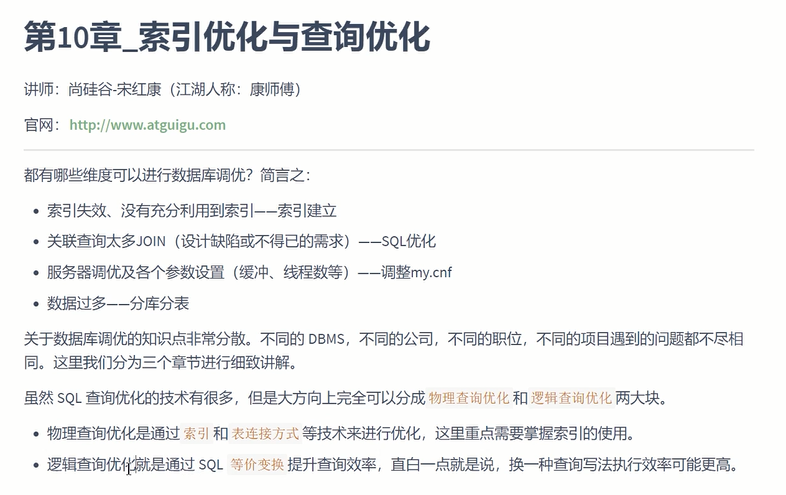 第10章_索引优化与查询优化
讲师：尚硅谷-宋红康（江湖人称：康师傅）
官网：http://www.atguigu.com
都有哪些维度可以进行数据库调优？简言之：
• 索引失效、没有充分利用到索引——索引建立
• 关联查询太多JOIN（设计缺陷或不得已的需求）——SQL优化
• 服务器调优及各个参数设置（缓冲、线程数等）——调整my.cnf
• 数据过多——分库分表
关于数据库调优的知识点非常分散。不同的 DBMS，不同的公司，不同的职位，不同的项目遇到的问题都不尽相
同。这里我们分为三个章节进行细致讲解。
虽然 SQL 查询优化的技术有很多，但是大方向上完全可以分成 物理查询优化 和 逻辑查询优化 两大块。
• 物理查询优化是通过 索引 和 表连接方式 等技术来进行优化，这里重点需要掌握索引的使用。
• 逻辑查询优化就是通过 SQL 等价变换 提升查询效率，直白一点就是说，换一种查询写法执行效率可能更高。